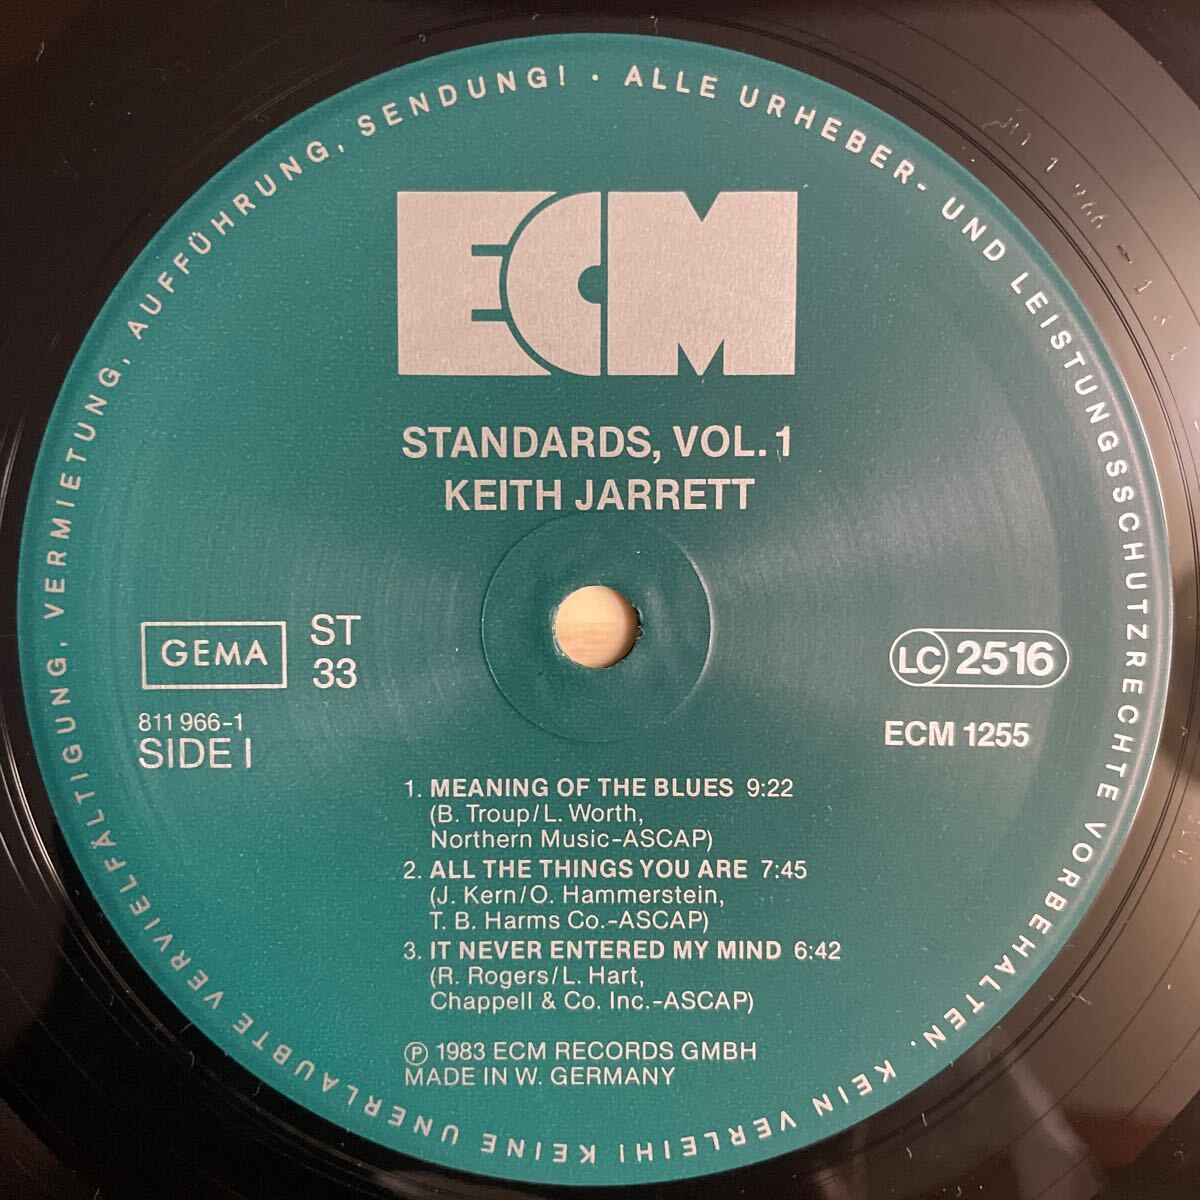 ALLE URHEBER- UND LEISTUNGSSCHUTZRECHTE VORBEHALTEN. KEIN VERLEIH! KEINE UNERLAUBTE VERVIELFÄLTIGUNG, VERMIETUNG, AUFFÜHRUNG, SENDUNG! ·
ECM
STANDARDS, VOL. 1
KEITH JARRETT
GEMA
ST
33
811 966-1
SIDE I
LC 2516
ECM 1255
1. MEANING OF THE BLUES 9:22
(B. Troup/L. Worth,
Northern Music-ASCAP)
2. ALL THE THINGS YOU ARE 7:45
(J. Kern/O. Hammerstein,
T. B. Harms Co.-ASCAP)
3. IT NEVER ENTERED MY MIND 6:42
(R. Rogers/L. Hart,
Chappell & Co. Inc.-ASCAP)
Ⓟ 1983 ECM RECORDS GMBH
MADE IN W. GERMANY